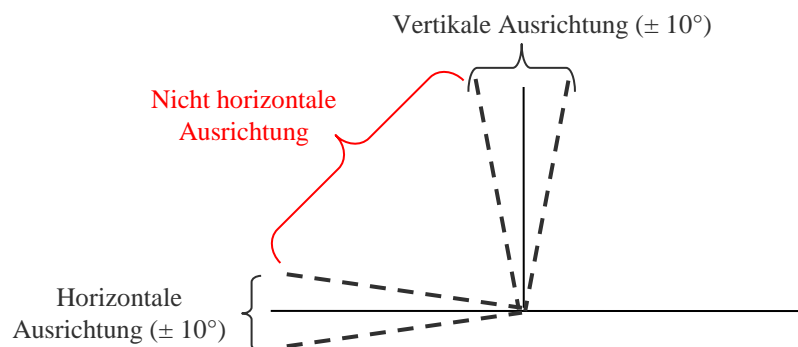 Vertikale Ausrichtung (± 10°)
Nicht horizontale
Ausrichtung
Horizontale
Ausrichtung (± 10°)